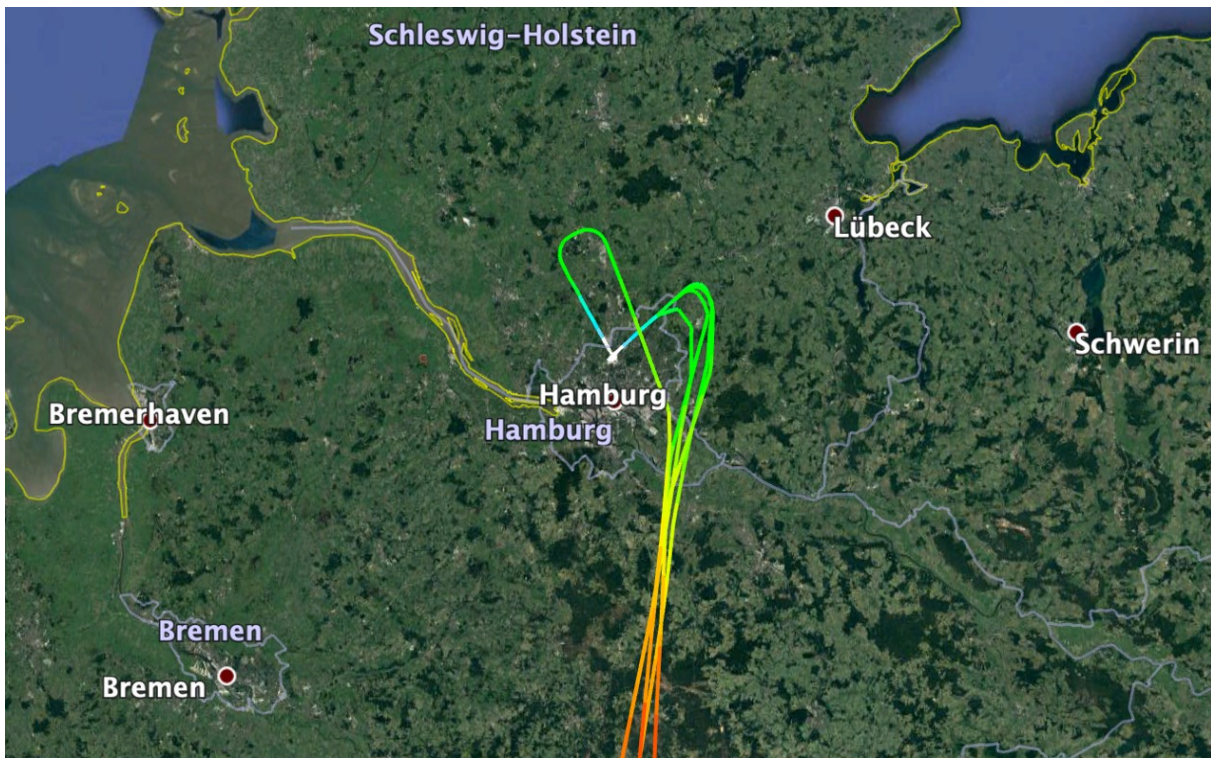 Schleswig-Holstein
Lübeck
Schwerin
Hamburg
Bremerhaven
Hamburg
Bremen
Bremen